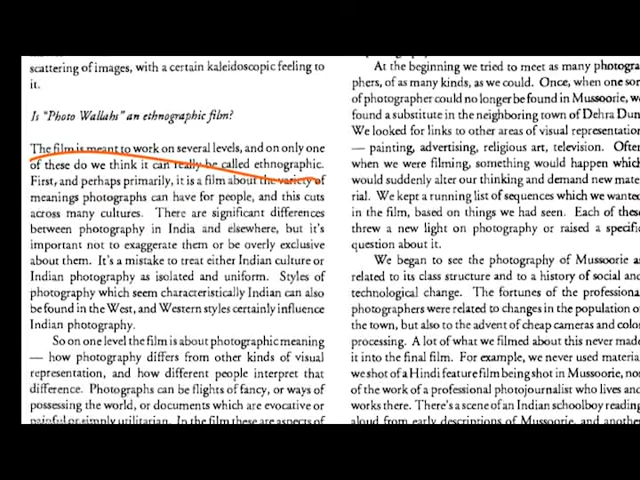 scattering of images, with a certain kaleidoscopic feeling to
it.
Is "Photo Wallahs" an ethnographic film?
The film is meant to work on several levels, and on only one
of these do we think it can really be called ethnographic.
First, and perhaps primarily, it is a film about the variety of
meanings photographs can have for people, and this cuts
across many cultures. There are significant differences
between photography in India and elsewhere, but it's
important not to exaggerate them or be overly exclusive
about them. It's a mistake to treat either Indian culture or
Indian photography as isolated and uniform. Styles of
photography which seem characteristically Indian can also
be found in the West, and Western styles certainly influence
Indian photography.
So on one level the film is about photographic meaning
— how photography differs from other kinds of visual
representation, and how different people interpret that
difference. Photographs can be flights of fancy, or ways of
possessing the world, or documents which are evocative or
painful or simply utilitarian. In the film these are aspects of
At the beginning we tried to meet as many photogra
phers, of many kinds, as we could. Once, when one sor
of photographer could no longer be found in Mussoorie, we
found a substitute in the neighboring town of Dehra Dun
We looked for links to other areas of visual representation
— painting, advertising, religious art, television. Often
when we were filming, something would happen which
would suddenly alter our thinking and demand new mate
rial. We kept a running list of sequences which we wanted
in the film, based on things we had seen. Each of these
threw a new light on photography or raised a specific
question about it.
We began to see the photography of Mussoorie as
related to its class structure and to a history of social and
technological change. The fortunes of the professional
photographers were related to changes in the population of
the town, but also to the advent of cheap cameras and color
processing. A lot of what we filmed about this never made
it into the final film. For example, we never used material
we shot of a Hindi feature film being shot in Mussoorie, nor
of the work of a professional photojournalist who lives and
works there. There's a scene of an Indian schoolboy reading
aloud from early descriptions of Mussoorie, and another